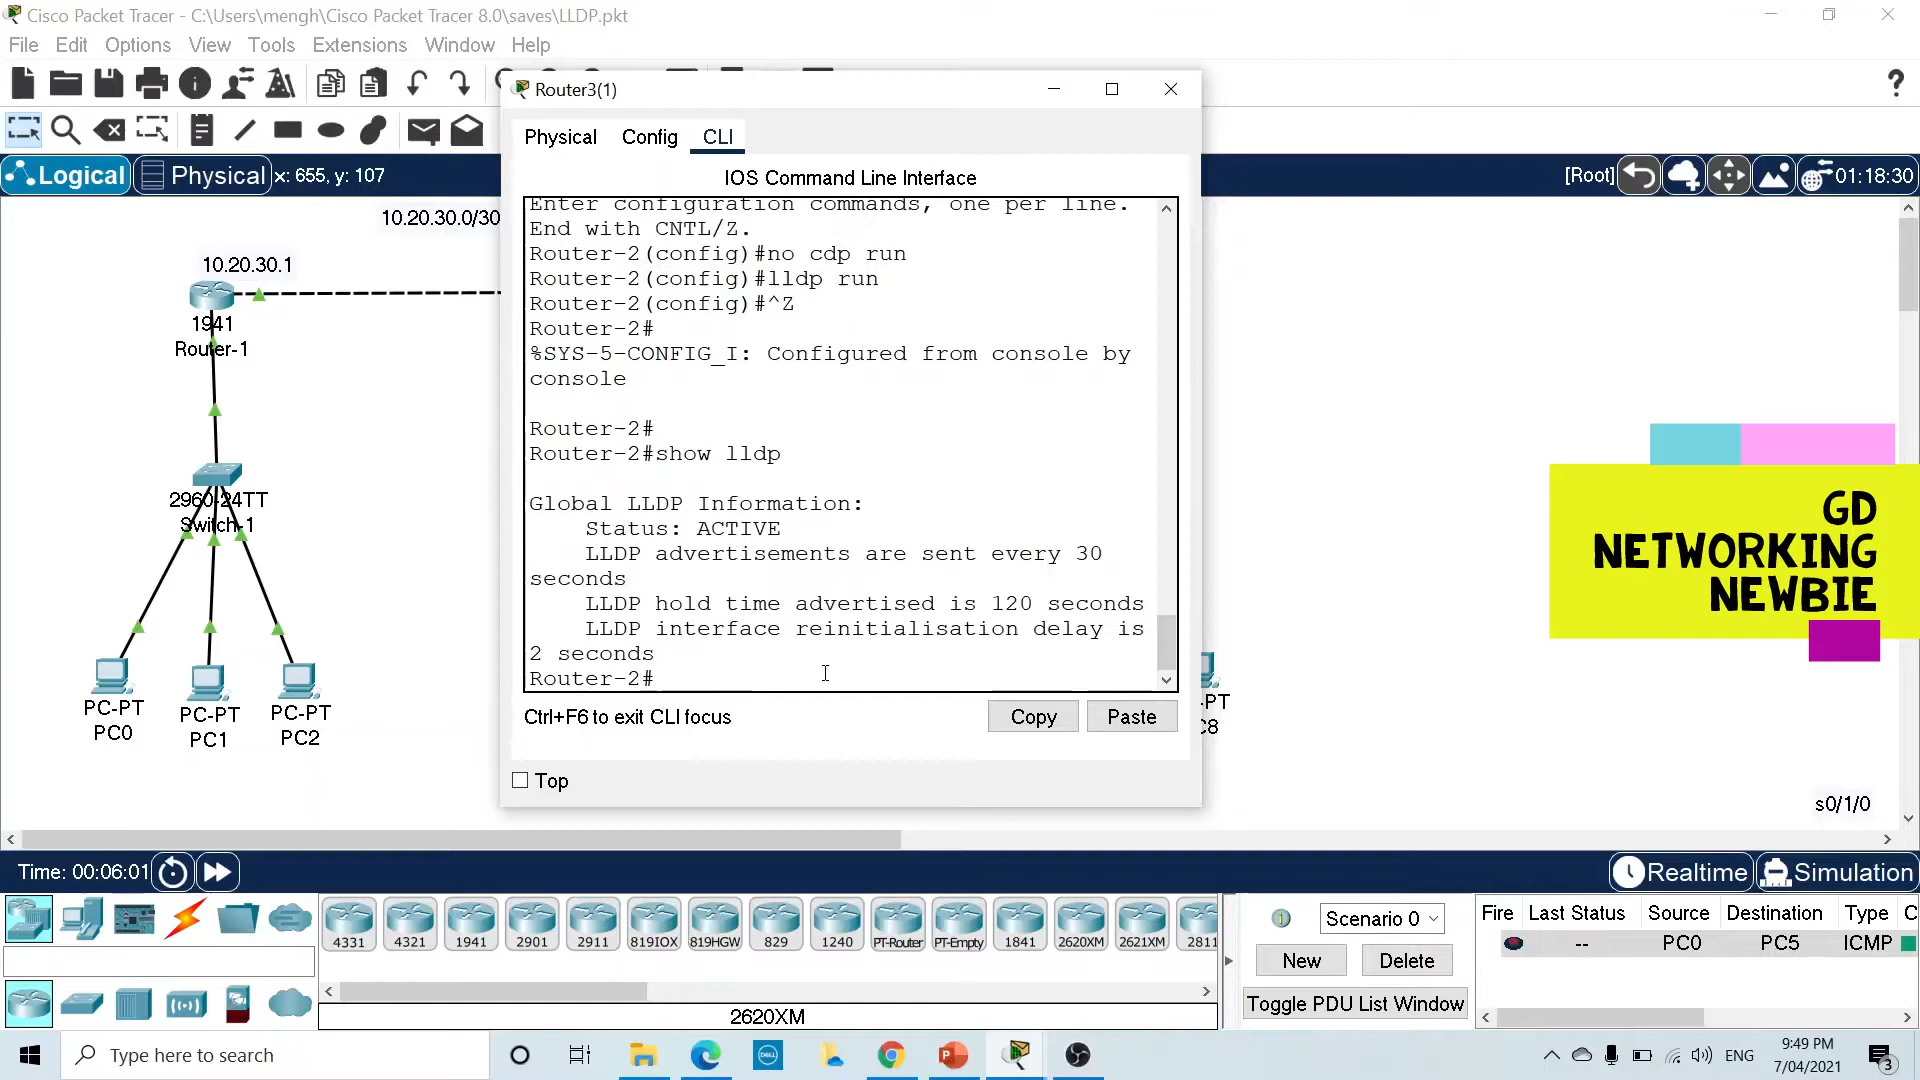 Cisco Packet Tracer - C:\Users\mengh\Cisco Packet Tracer 8.0\saves\LLDP.pkt
File Edit Options View Tools Extensions Window Help
Logical Physical x: 655, y: 107
[Root] 01:18:30
10.20.30.0/30
10.20.30.1
1941
Router-1
2960-24TT
Switch-1
PC-PT
PC0
PC-PT
PC1
PC-PT
PC2
Router3(1)
Physical Config CLI
IOS Command Line Interface
Enter configuration commands, one per line.
End with CNTL/Z.
Router-2(config)#no cdp run
Router-2(config)#lldp run
Router-2(config)#^Z
Router-2#
%SYS-5-CONFIG_I: Configured from console by
console
Router-2#
Router-2#show lldp
Global LLDP Information:
Status: ACTIVE
LLDP advertisements are sent every 30
seconds
LLDP hold time advertised is 120 seconds
LLDP interface reinitialisation delay is
2 seconds
Router-2#
Ctrl+F6 to exit CLI focus
Copy Paste
Top
-PT
C8
GD
NETWORKING
NEWBIE
s0/1/0
Time: 00:06:01
Realtime Simulation
4331 4321 1941 2901 2911 819IOX 819HGW 829 1240 PT-Router PT-Empty 1841 2620XM 2621XM 2811
2620XM
Scenario 0
New Delete
Toggle PDU List Window
Fire Last Status Source Destination Type C
-- PC0 PC5 ICMP
Type here to search
DELL
ENG
9:49 PM
7/04/2021
3